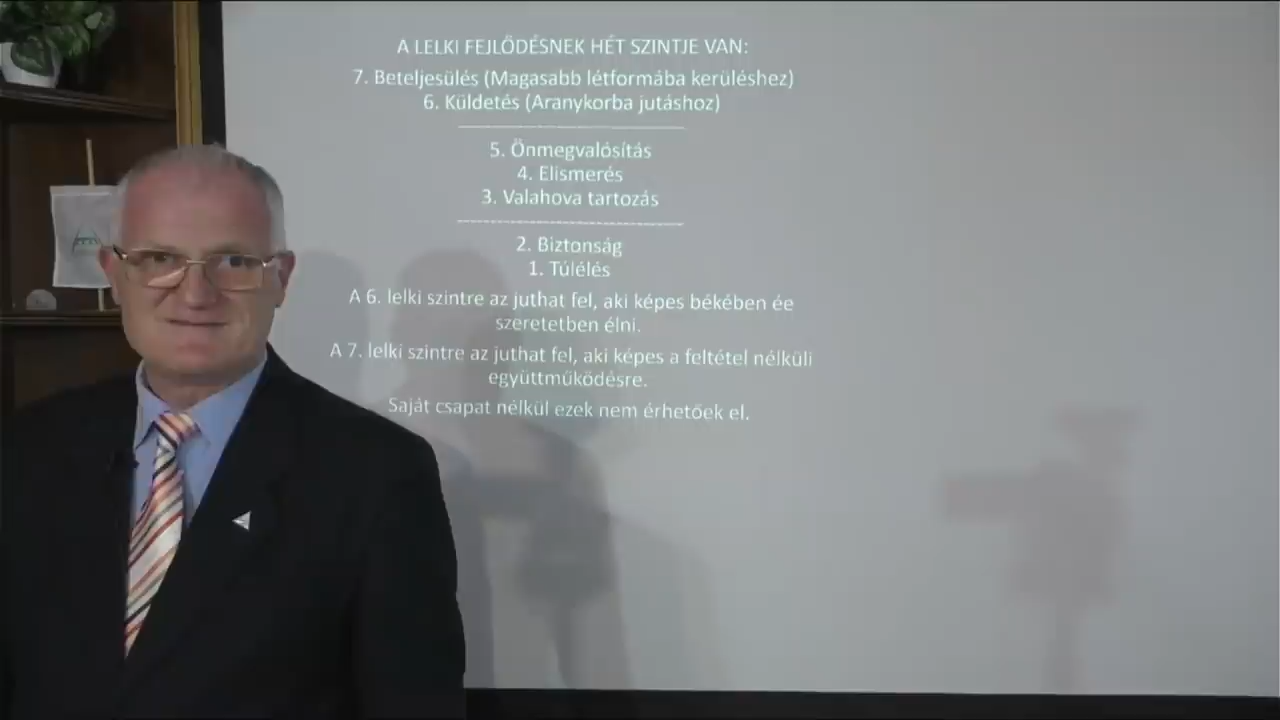 A LELKI FEJLŐDÉSNEK HÉT SZINTJE VAN:
7. Beteljesülés (Magasabb létformába kerüléshez)
6. Küldetés (Aranykorba jutáshoz)
5. Önmegvalósítás
4. Elismerés
3. Valahova tartozás
2. Biztonság
1. Túlélés
A 6. lelki szintre az juthat fel, aki képes békében ée
szeretetben élni.
A 7. lelki szintre az juthat fel, aki képes a feltétel nélküli
együttműködésre.
Saját csapat nélkül ezek nem érhetőek el.